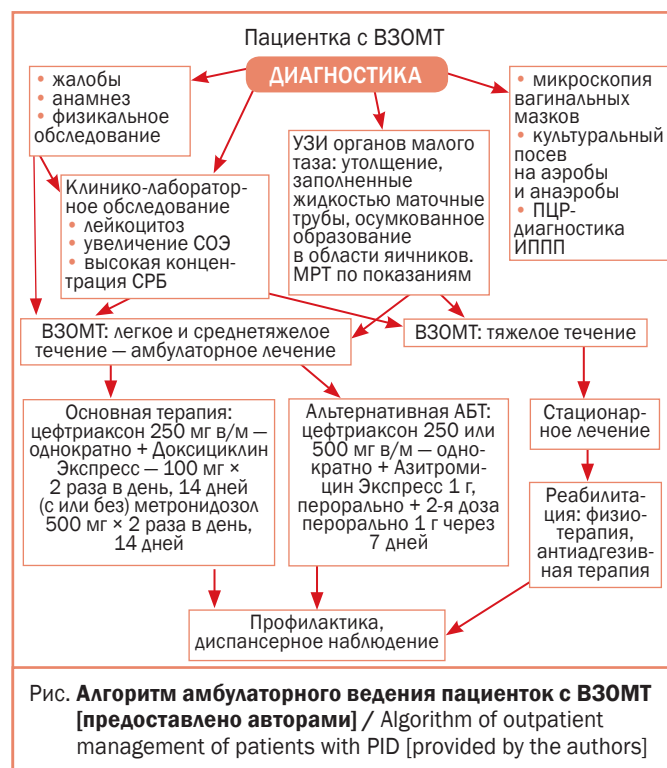 Пациентка с ВЗОМТ
ДИАГНОСТИКА
• жалобы
• анамнез
• физикальное
обследование
Клинико-лаборатор-
ное обследование
• лейкоцитоз
• увеличение СОЭ
• высокая концен-
трация СРБ
УЗИ органов малого
таза: утолщение,
заполненные
жидкостью маточные
трубы, осумкованное
образование
в области яичников.
МРТ по показаниям
• микроскопия
вагинальных
мазков
• культуральный
посев
на аэробы
и анаэробы
• ПЦР-
диагностика
ИППП
ВЗОМТ: легкое и среднетяжелое
течение — амбулаторное лечение
ВЗОМТ: тяжелое течение
Основная терапия:
цефтриаксон 250 мг в/м —
однократно + Доксициклин
Экспресс — 100 мг ×
2 раза в день, 14 дней
(с или без) метронидозол
500 мг × 2 раза в день,
14 дней
Альтернативная АБТ:
цефтриаксон 250 или
500 мг в/м — одно-
кратно + Азитроми-
цин Экспресс 1 г,
перорально + 2-я доза
перорально 1 г через
7 дней
Стационар-
ное лечение
Реабилита-
ция: физио-
терапия,
антиадгезив-
ная терапия
Профилактика,
диспансерное наблюдение
Рис. Алгоритм амбулаторного ведения пациенток с ВЗОМТ
[предоставлено авторами] / Algorithm of outpatient
management of patients with PID [provided by the authors]